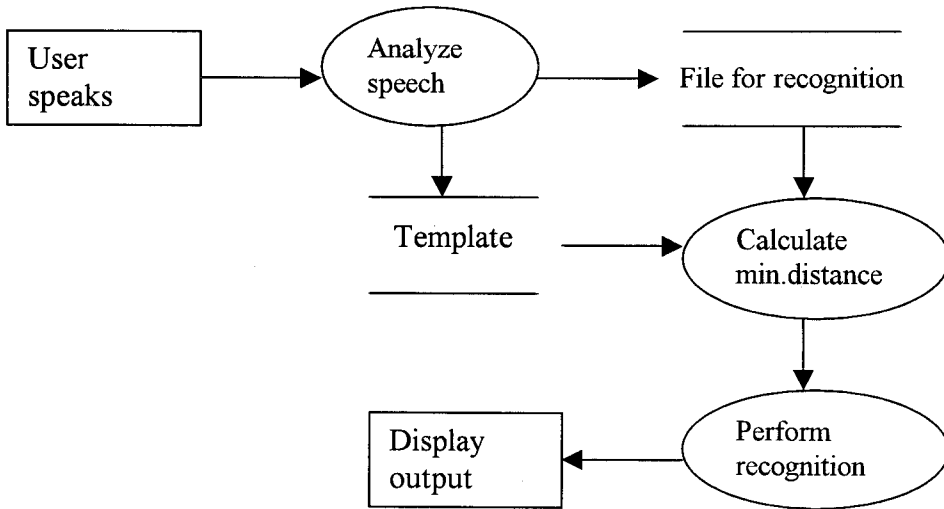 User
speaks
Analyze
speech
File for recognition
Template
Calculate
min.distance
Display
output
Perform
recognition